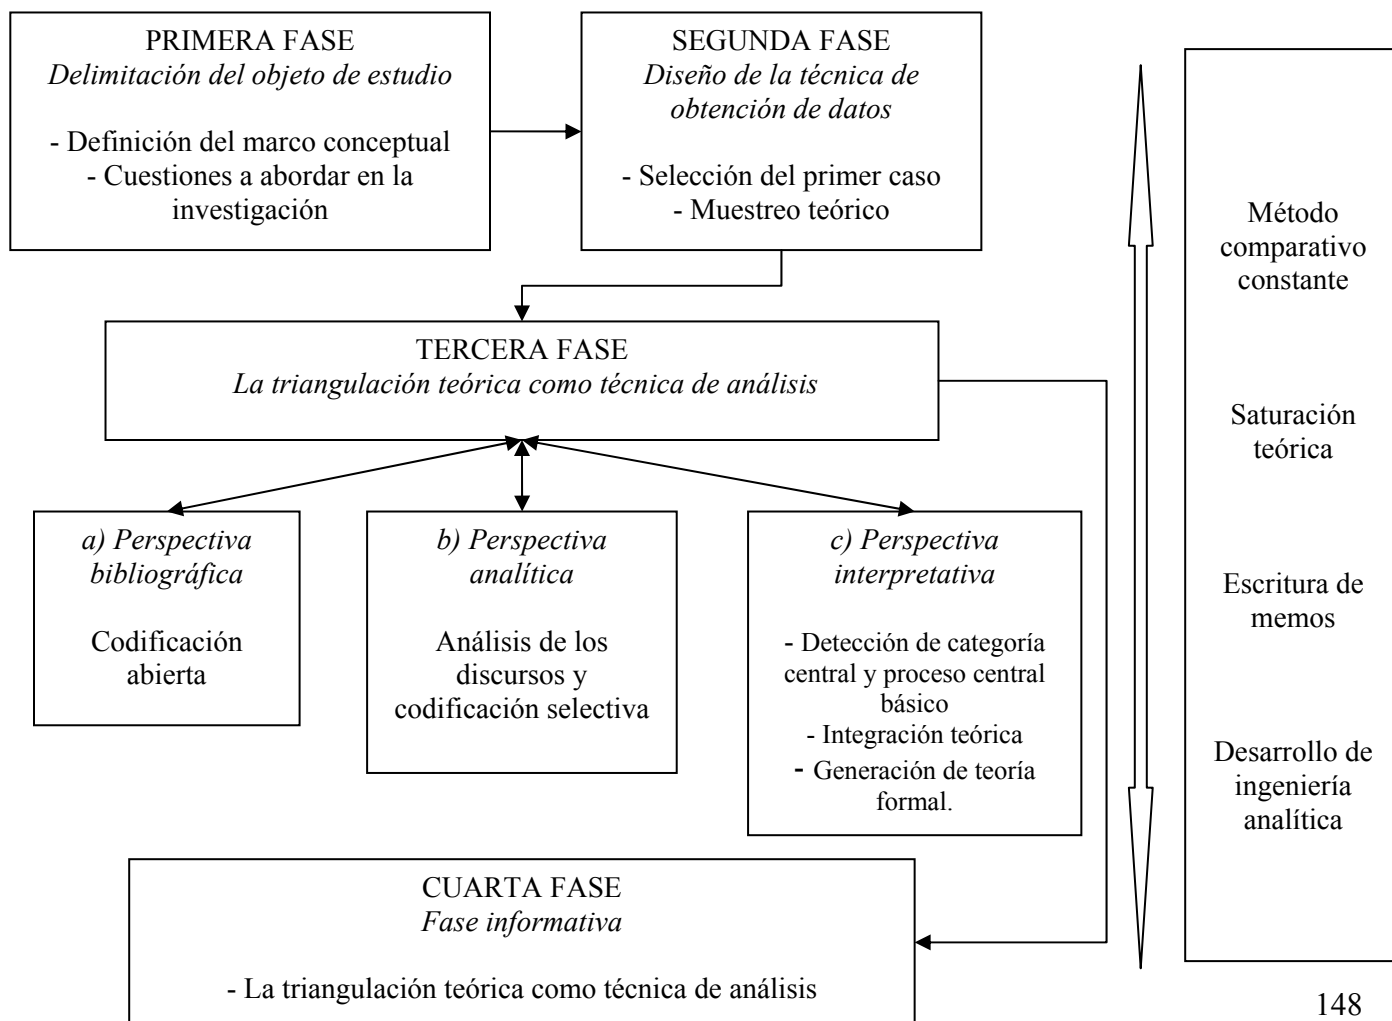 PRIMERA FASE
Delimitación del objeto de estudio
- Definición del marco conceptual
- Cuestiones a abordar en la
investigación
SEGUNDA FASE
Diseño de la técnica de
obtención de datos
- Selección del primer caso
- Muestreo teórico
TERCERA FASE
La triangulación teórica como técnica de análisis
a) Perspectiva
bibliográfica
Codificación
abierta
b) Perspectiva
analítica
Análisis de los
discursos y
codificación selectiva
c) Perspectiva
interpretativa
- Detección de categoría
central y proceso central
básico
- Integración teórica
- Generación de teoría
formal.
CUARTA FASE
Fase informativa
- La triangulación teórica como técnica de análisis
Método
comparativo
constante
Saturación
teórica
Escritura de
memos
Desarrollo de
ingeniería
analítica
148